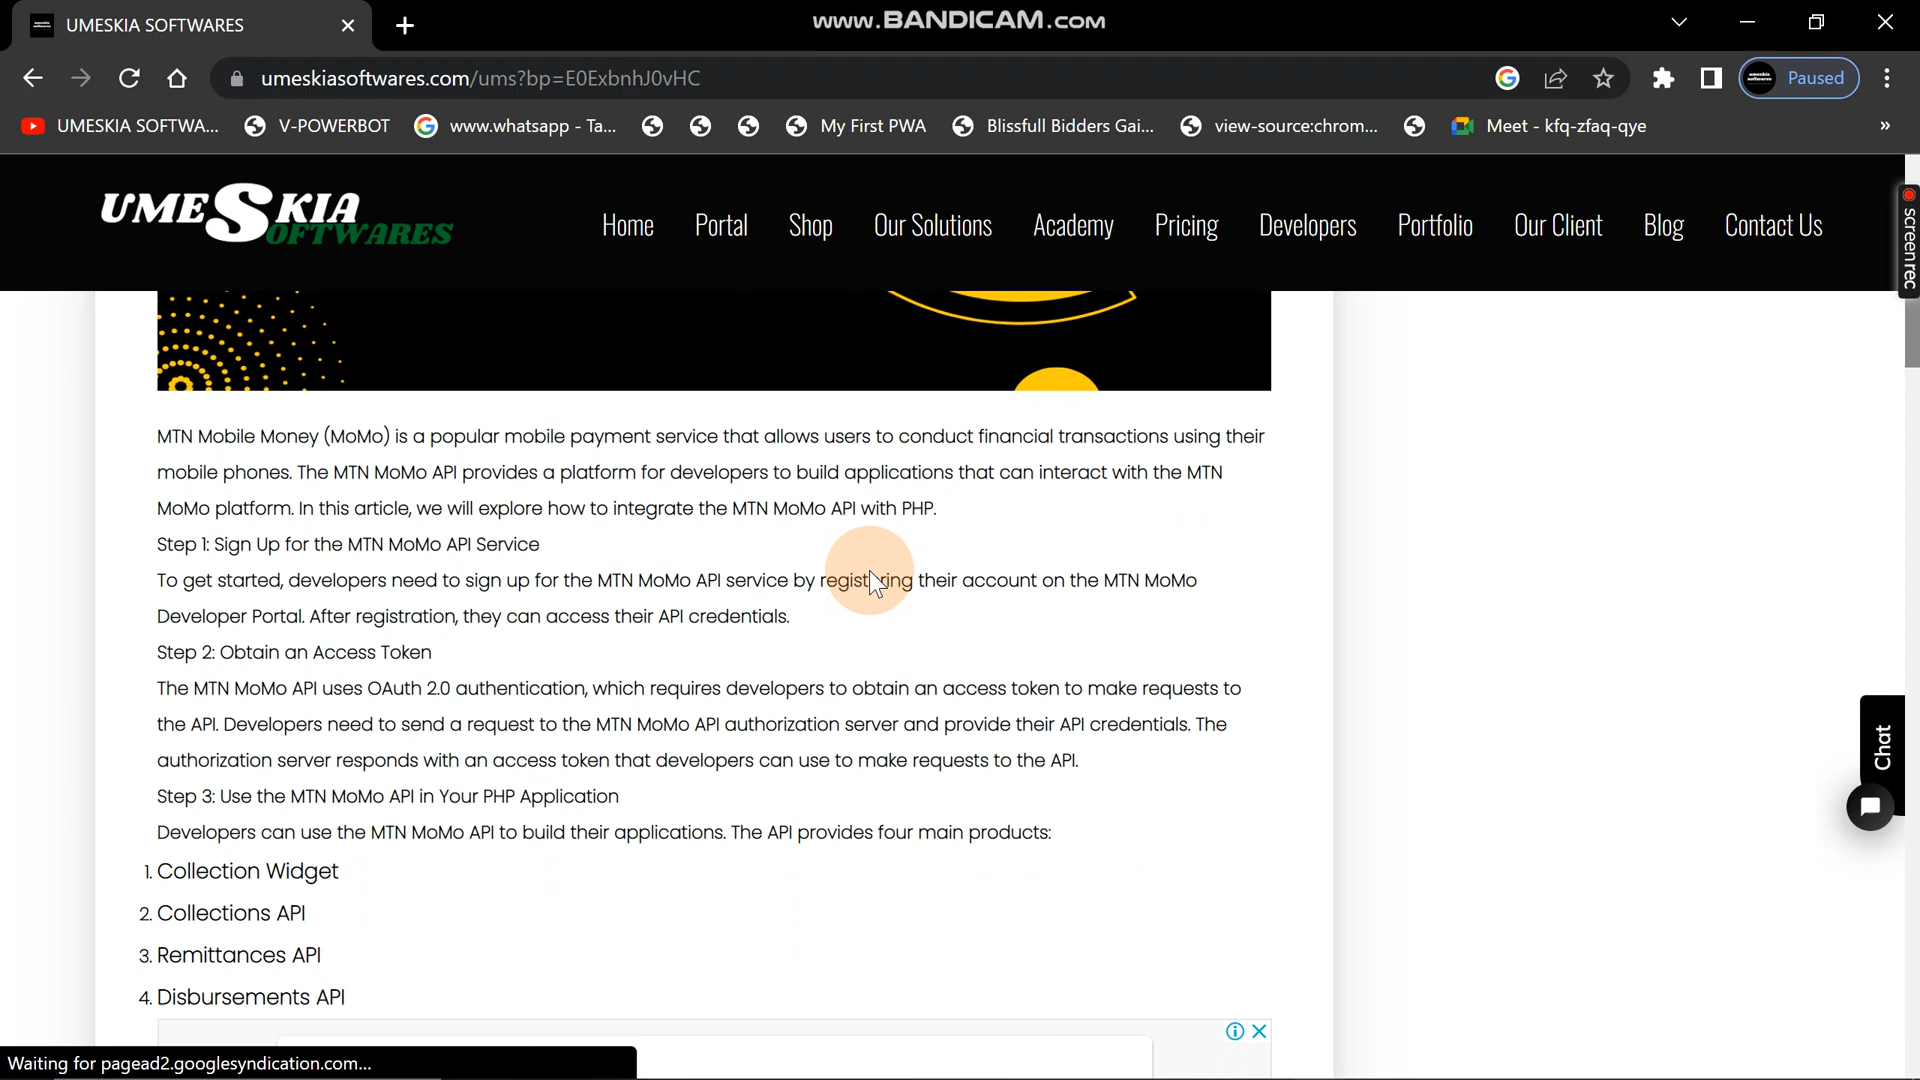 UMESKIA SOFTWARES
www.BANDICAM.com
umeskiasoftwares.com/ums?bp=E0ExbnhJ0vHC
Paused
UMESKIA SOFTWA...
V-POWERBOT
www.whatsapp - Ta...
My First PWA
Blissfull Bidders Gai...
view-source:chrom...
Meet - kfq-zfaq-qye
»
UMESKIA SOFTWARES
Home
Portal
Shop
Our Solutions
Academy
Pricing
Developers
Portfolio
Our Client
Blog
Contact Us
screenrec
MTN Mobile Money (MoMo) is a popular mobile payment service that allows users to conduct financial transactions using their
mobile phones. The MTN MoMo API provides a platform for developers to build applications that can interact with the MTN
MoMo platform. In this article, we will explore how to integrate the MTN MoMo API with PHP.
Step 1: Sign Up for the MTN MoMo API Service
To get started, developers need to sign up for the MTN MoMo API service by registering their account on the MTN MoMo
Developer Portal. After registration, they can access their API credentials.
Step 2: Obtain an Access Token
The MTN MoMo API uses OAuth 2.0 authentication, which requires developers to obtain an access token to make requests to
the API. Developers need to send a request to the MTN MoMo API authorization server and provide their API credentials. The
authorization server responds with an access token that developers can use to make requests to the API.
Step 3: Use the MTN MoMo API in Your PHP Application
Developers can use the MTN MoMo API to build their applications. The API provides four main products:
1. Collection Widget
2. Collections API
3. Remittances API
4. Disbursements API
Chat
Waiting for pagead2.googlesyndication.com...